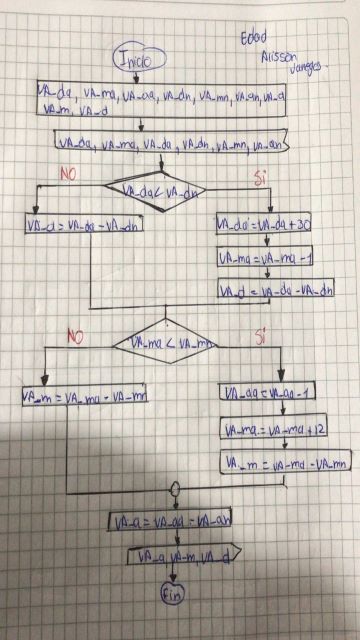 Edad
Alisson
Vanegas
Inicio
VA_da, VA_ma, VA_aa, VA_dn, VA_mn, VA_an, VA_a
VA_m, VA_d
VA_da, VA_ma, VA_da, VA_dn, VA_mn, VA_an
NO
Si
VA_da < VA_dn
VA_d = VA_da - VA_dn
VA_da = VA_da + 30
VA_ma = VA_ma - 1
VA_d = VA_da - VA_dn
NO
Si
VA_ma < VA_mn
VA_m = VA_ma - VA_mn
VA_aa = VA_aa - 1
VA_ma = VA_ma + 12
VA_m = VA_ma - VA_mn
VA_a = VA_aa - VA_an
VA_a, VA_m, VA_d
Fin